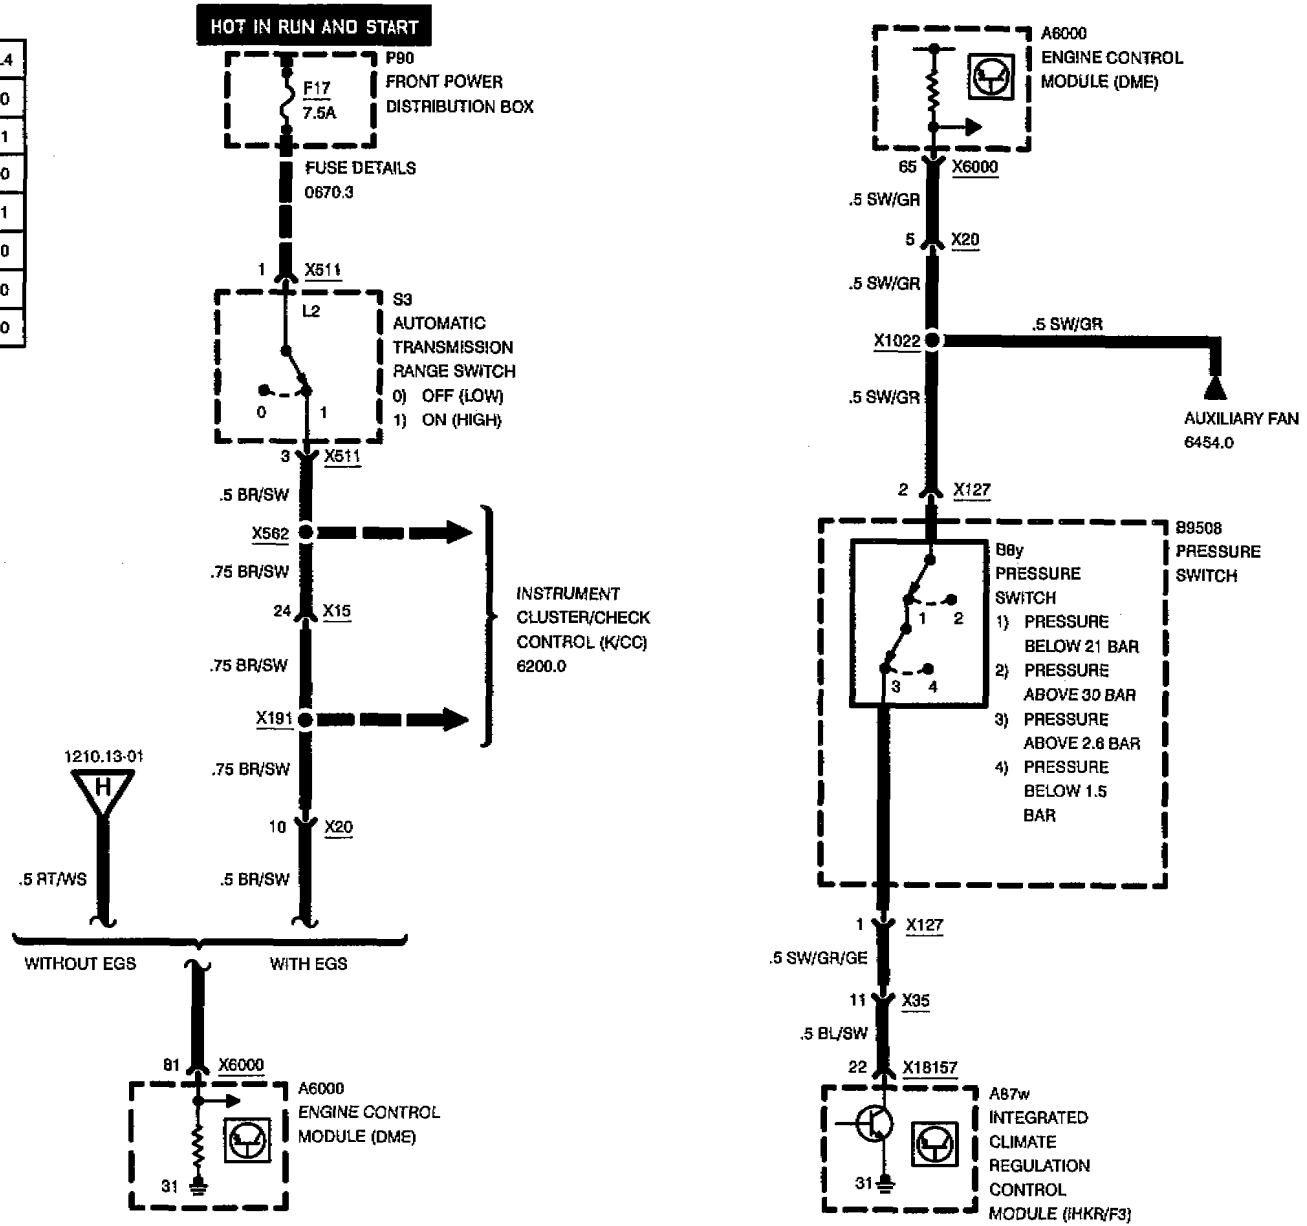 HOT IN RUN AND START
L4
0
1
0
1
0
0
0
P90
FRONT POWER
DISTRIBUTION BOX
F17
7.5A
FUSE DETAILS
0670.3
1 X511
L2
S3
AUTOMATIC
TRANSMISSION
RANGE SWITCH
0) OFF (LOW)
1) ON (HIGH)
0 1
3 X511
.5 BR/SW
X562
.75 BR/SW
24 X15
.75 BR/SW
X191
.75 BR/SW
10 X20
.5 BR/SW
INSTRUMENT
CLUSTER/CHECK
CONTROL (K/CC)
6200.0
1210.13-01
H
.5 RT/WS
WITHOUT EGS
WITH EGS
81 X6000
A6000
ENGINE CONTROL
MODULE (DME)
31
A6000
ENGINE CONTROL
MODULE (DME)
65 X6000
.5 SW/GR
5 X20
.5 SW/GR
X1022
.5 SW/GR
AUXILIARY FAN
6454.0
.5 SW/GR
2 X127
B9508
PRESSURE
SWITCH
B8y
PRESSURE
SWITCH
1) PRESSURE
BELOW 21 BAR
2) PRESSURE
ABOVE 30 BAR
3) PRESSURE
ABOVE 2.6 BAR
4) PRESSURE
BELOW 1.5
BAR
1 2
3 4
1 X127
.5 SW/GR/GE
11 X35
.5 BL/SW
22 X18157
A87w
INTEGRATED
CLIMATE
REGULATION
CONTROL
MODULE (IHKR/F3)
31